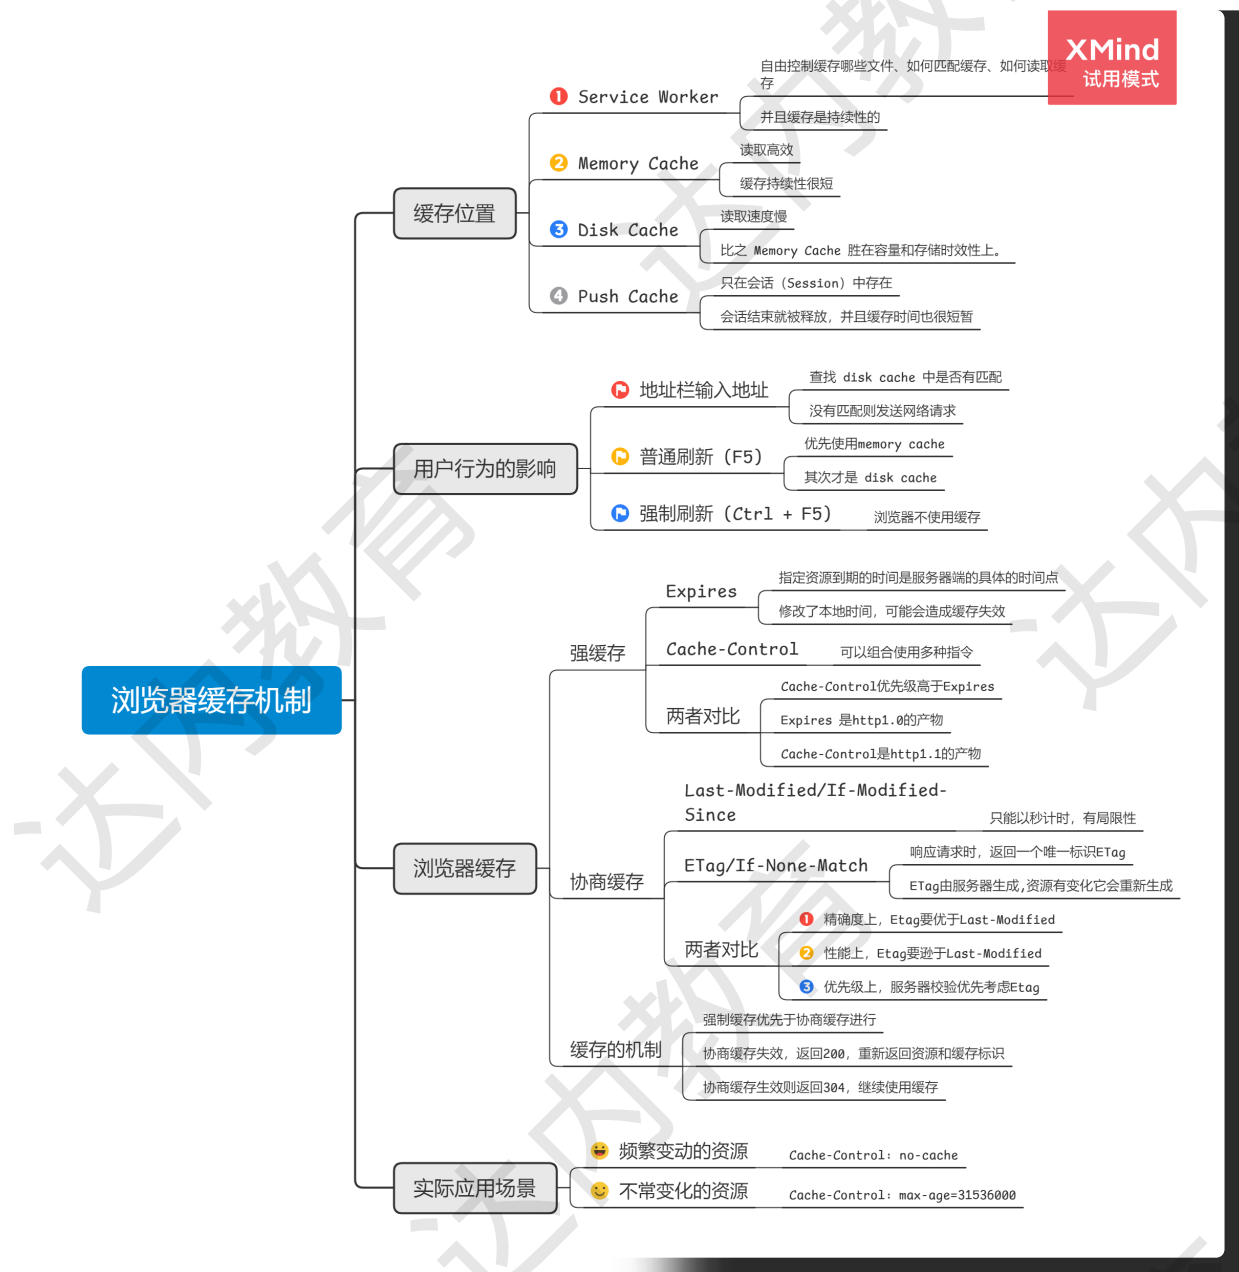 XMind
试用模式
浏览器缓存机制
缓存位置
Service Worker
自由控制缓存哪些文件、如何匹配缓存、如何读取缓
存
并且缓存是持续性的
Memory Cache
读取高效
缓存持续性很短
Disk Cache
读取速度慢
比之 Memory Cache 胜在容量和存储时效性上。
Push Cache
只在会话（Session）中存在
会话结束就被释放，并且缓存时间也很短暂
用户行为的影响
地址栏输入地址
查找 disk cache 中是否有匹配
没有匹配则发送网络请求
普通刷新（F5）
优先使用memory cache
其次才是 disk cache
强制刷新（Ctrl + F5）
浏览器不使用缓存
浏览器缓存
强缓存
Expires
指定资源到期的时间是服务器端的具体的时间点
修改了本地时间，可能会造成缓存失效
Cache-Control
可以组合使用多种指令
两者对比
Cache-Control优先级高于Expires
Expires 是http1.0的产物
Cache-Control是http1.1的产物
协商缓存
Last-Modified/If-Modified-
Since
只能以秒计时，有局限性
ETag/If-None-Match
响应请求时，返回一个唯一标识ETag
ETag由服务器生成,资源有变化它会重新生成
两者对比
1 精确度上，Etag要优于Last-Modified
2 性能上，Etag要逊于Last-Modified
3 优先级上，服务器校验优先考虑Etag
缓存的机制
强制缓存优先于协商缓存进行
协商缓存失效，返回200，重新返回资源和缓存标识
协商缓存生效则返回304，继续使用缓存
实际应用场景
频繁变动的资源
Cache-Control: no-cache
不常变化的资源
Cache-Control: max-age=31536000
达内教育
达内教育
达内教育
达内